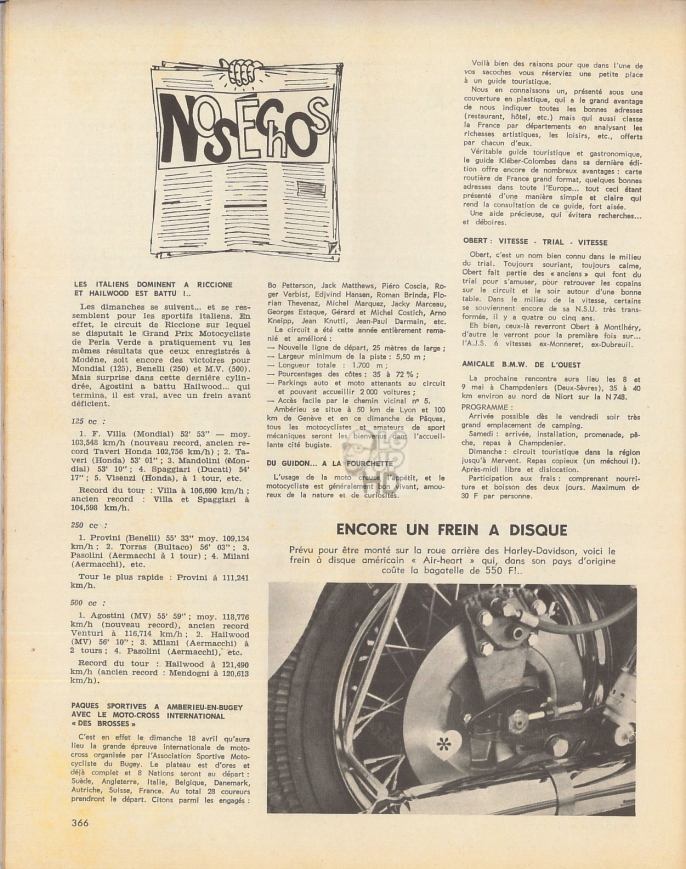 NOS ÉCHOS
LES ITALIENS DOMINENT A RICCIONE
ET HAILWOOD EST BATTU !..
Les dimanches se suivent... et se res-
semblent pour les sportifs italiens. En
effet, le circuit de Riccione sur lequel
se disputait le Grand Prix Motocycliste
de Perla Verde a pratiquement vu les
mêmes résultats que ceux enregistrés à
Modène, soit encore des victoires pour
Mondial (125), Benelli (250) et M.V. (500).
Mais surprise dans cette dernière cylin-
drée, Agostini a battu Hailwood... qui
termina, il est vrai, avec un frein avant
déficient.
125 cc :
1. F. Villa (Mondial) 52' 53" — moy.
103,548 km/h (nouveau record, ancien re-
cord Taveri Honda 102,756 km/h) ; 2. Ta-
veri (Honda) 53' 01" ; 3. Mandolini (Mon-
dial) 53' 10" ; 4. Spaggiari (Ducati) 54'
17" ; 5. Visenzi (Honda), à 1 tour, etc.
Record du tour : Villa à 106,690 km/h ;
ancien record : Villa et Spaggiari à
104,598 km/h.
250 cc :
1. Provini (Benelli) 55' 33" moy. 109,134
km/h ; 2. Torras (Bultaco) 56' 03" ; 3.
Pasolini (Aermacchi à 1 tour) ; 4. Milani
(Aermacchi), etc.
Tour le plus rapide : Provini à 111,241
km/h.
500 cc :
1. Agostini (MV) 55' 59" ; moy. 118,776
km/h (nouveau record), ancien record
Venturi à 116,714 km/h ; 2. Hailwood
(MV) 56' 10" ; 3. Milani (Aermacchi) à
2 tours ; 4. Pasolini (Aermacchi), etc.
Record du tour : Hailwood à 121,490
km/h (ancien record : Mendogni à 120,613
km/h).
PAQUES SPORTIVES A AMBERIEU-EN-BUGEY
AVEC LE MOTO-CROSS INTERNATIONAL
« DES BROSSES »
C'est en effet le dimanche 18 avril qu'aura
lieu la grande épreuve internationale de moto-
cross organisée par l'Association Sportive Moto-
cycliste du Bugey. Le plateau est d'ores et
déjà complet et 8 Nations seront au départ :
Suède, Angleterre, Italie, Belgique, Danemark,
Autriche, Suisse, France. Au total 28 coureurs
prendront le départ. Citons parmi les engagés :
Bo Petterson, Jack Matthews, Piéro Coscia, Ro-
ger Verbist, Edjvind Hansen, Roman Brinda, Flo-
rian Thevenaz, Michel Marquez, Jacky Marceau,
Georges Estaque, Gérard et Michel Costich, Arno
Kneipp, Jean Knutti, Jean-Paul Darmain, etc.
Le circuit a été cette année entièrement rema-
nié et amélioré :
— Nouvelle ligne de départ, 25 mètres de large ;
— Largeur minimum de la piste : 5,50 m ;
— Longueur totale : 1.700 m ;
— Pourcentages des côtes : 35 à 72 % ;
— Parkings auto et moto attenants au circuit
et pouvant accueillir 2 000 voitures ;
— Accès facile par le chemin vicinal n° 5.
Ambérieu se situe à 50 km de Lyon et 100
km de Genève et en ce dimanche de Pâques,
tous les motocyclistes et amateurs de sport
mécaniques seront les bienvenus dans l'accueil-
lante cité bugiste.
DU GUIDON... A LA FOURCHETTE
L'usage de la moto creuse l'appétit, et le
motocycliste est généralement bon vivant, amou-
reux de la nature et de curiosités.
Voilà bien des raisons pour que dans l'une de
vos sacoches vous réserviez une petite place
à un guide touristique.
Nous en connaissons un, présenté sous une
couverture en plastique, qui a le grand avantage
de nous indiquer toutes les bonnes adresses
(restaurant, hôtel, etc.) mais qui aussi classe
la France par départements en analysant les
richesses artistiques, les loisirs, etc., offerts
par chacun d'eux.
Véritable guide touristique et gastronomique,
le guide Kléber-Colombes dans sa dernière édi-
tion offre encore de nombreux avantages : carte
routière de France grand format, quelques bonnes
adresses dans toute l'Europe... tout ceci étant
présenté d'une manière simple et claire qui
rend la consultation de ce guide, fort aisée.
Une aide précieuse, qui évitera recherches...
et déboires.
OBERT : VITESSE - TRIAL - VITESSE
Obert, c'est un nom bien connu dans le milieu
du trial. Toujours souriant, toujours calme,
Obert fait partie des « anciens » qui font du
trial pour s'amuser, pour retrouver les copains
sur le circuit et le soir autour d'une bonne
table. Dans le milieu de la vitesse, certains
se souviennent encore de sa N.S.U. très trans-
formée, il y a quatre ou cinq ans.
Eh bien, ceux-là reverront Obert à Montlhéry,
d'autre le verront pour la première fois sur...
l'A.J.S. 6 vitesses ex-Monneret, ex-Dubreuil.
AMICALE B.M.W. DE L'OUEST
La prochaine rencontre aura lieu les 8 et
9 mai à Champdeniers (Deux-Sèvres), 35 à 40
km environ au nord de Niort sur la N 748.
PROGRAMME :
Arrivée possible dès le vendredi soir très
grand emplacement de camping.
Samedi : arrivée, installation, promenade, pê-
che, repas à Champdenier.
Dimanche : circuit touristique dans la région
jusqu'à Mervent. Repas copieux (un méchoui !).
Après-midi libre et dislocation.
Participation aux frais : comprenant nourri-
ture et boisson des deux jours. Maximum de
30 F par personne.
ENCORE UN FREIN A DISQUE
Prévu pour être monté sur la roue arrière des Harley-Davidson, voici le
frein à disque américain « Air-heart » qui, dans son pays d'origine
coûte la bagatelle de 550 F!..
366